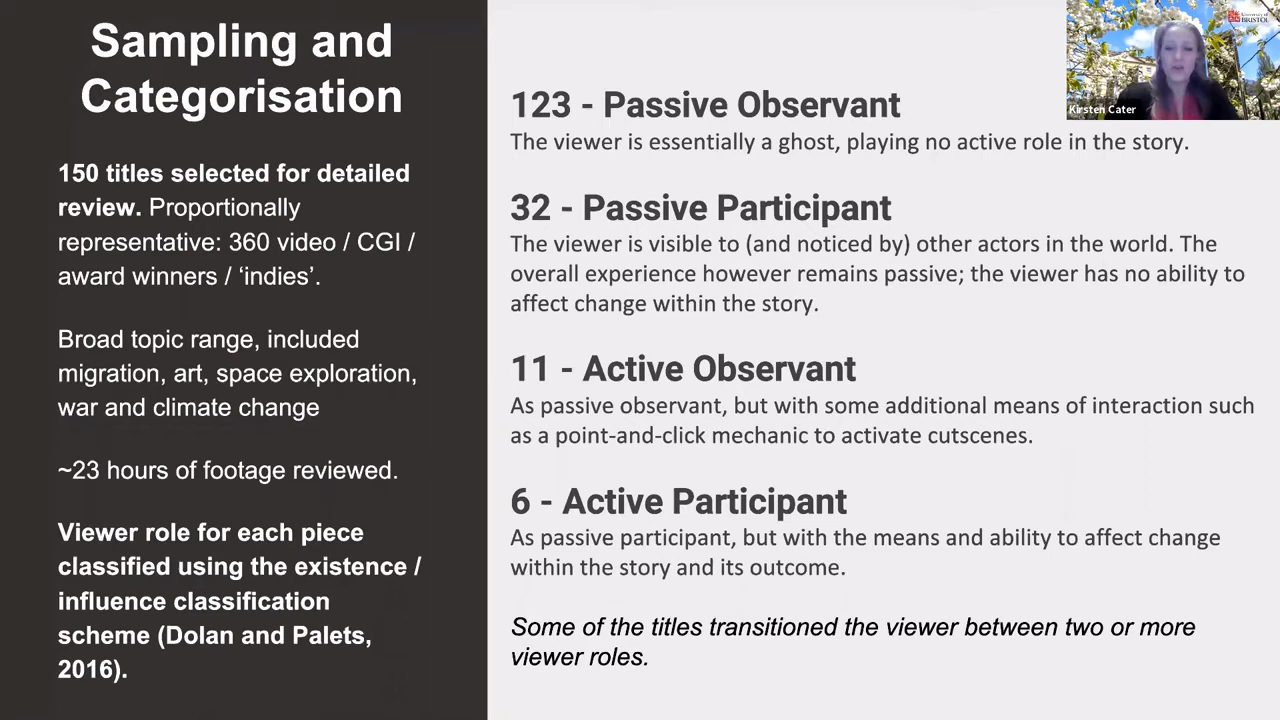 Sampling and
Categorisation
150 titles selected for detailed
review. Proportionally
representative: 360 video / CGI /
award winners / ‘indies’.
Broad topic range, included
migration, art, space exploration,
war and climate change
~23 hours of footage reviewed.
Viewer role for each piece
classified using the existence /
influence classification
scheme (Dolan and Palets,
2016).
123 - Passive Observant
The viewer is essentially a ghost, playing no active role in the story.
32 - Passive Participant
The viewer is visible to (and noticed by) other actors in the world. The
overall experience however remains passive; the viewer has no ability to
affect change within the story.
11 - Active Observant
As passive observant, but with some additional means of interaction such
as a point-and-click mechanic to activate cutscenes.
6 - Active Participant
As passive participant, but with the means and ability to affect change
within the story and its outcome.
Some of the titles transitioned the viewer between two or more
viewer roles.
University of
BRISTOL
Kirsten Cater